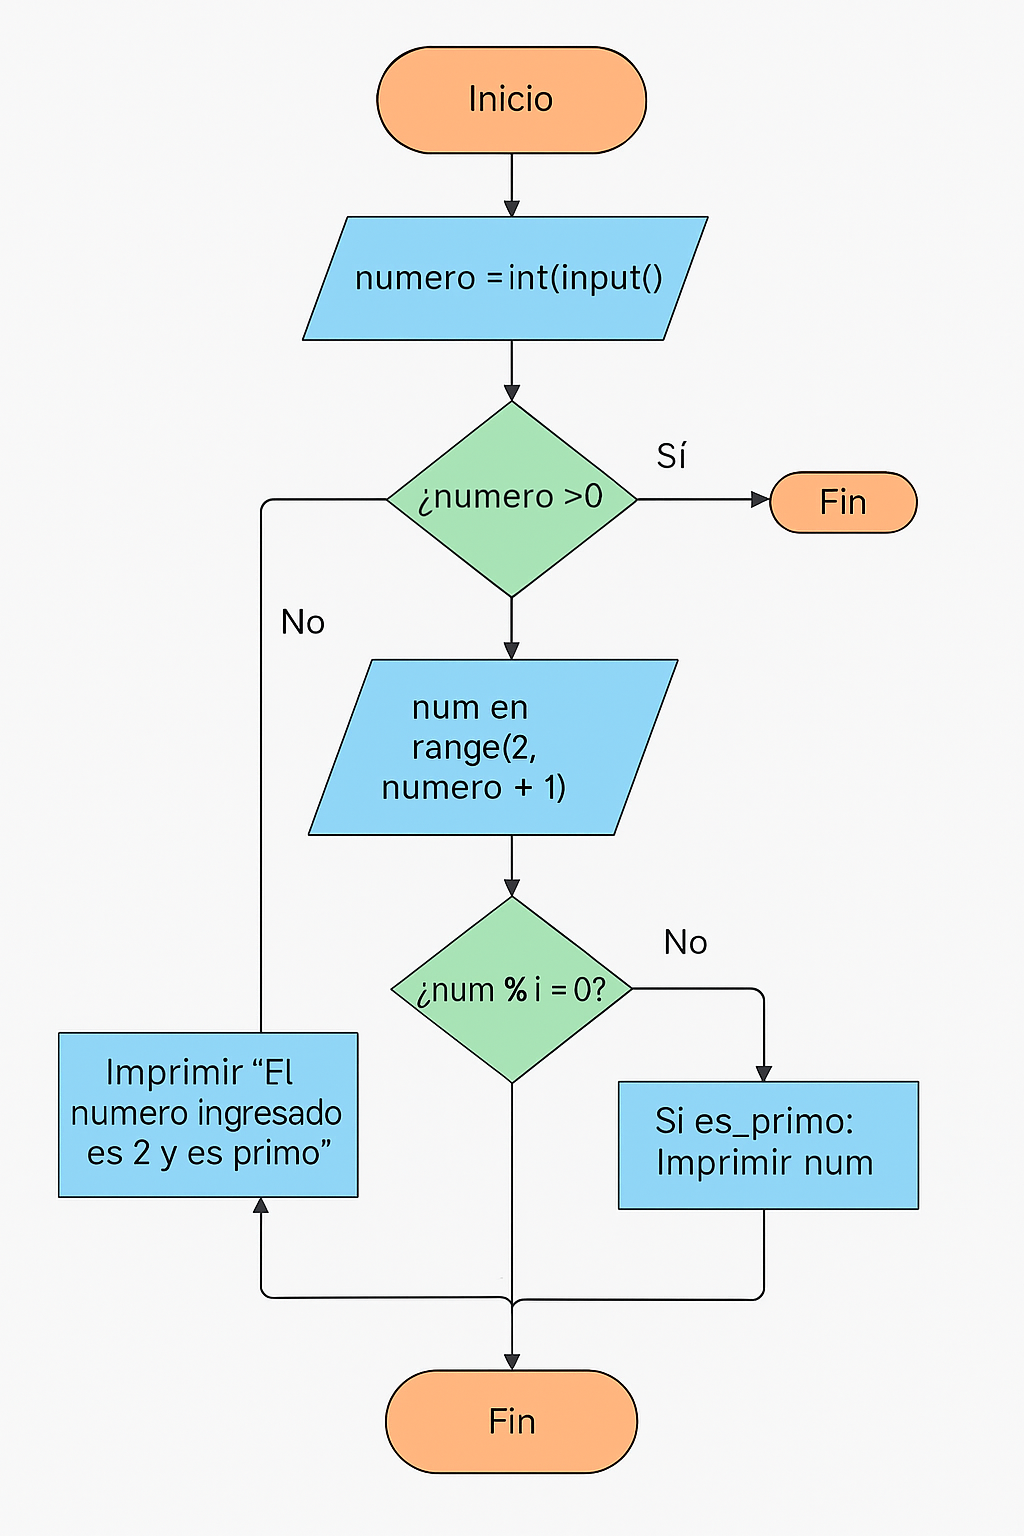 Inicio
numero = int(input()
¿numero >0
Sí
Fin
No
num en
range(2,
numero + 1)
¿num % i = 0?
No
Imprimir “El
numero ingresado
es 2 y es primo”
Si es_primo:
Imprimir num
Fin